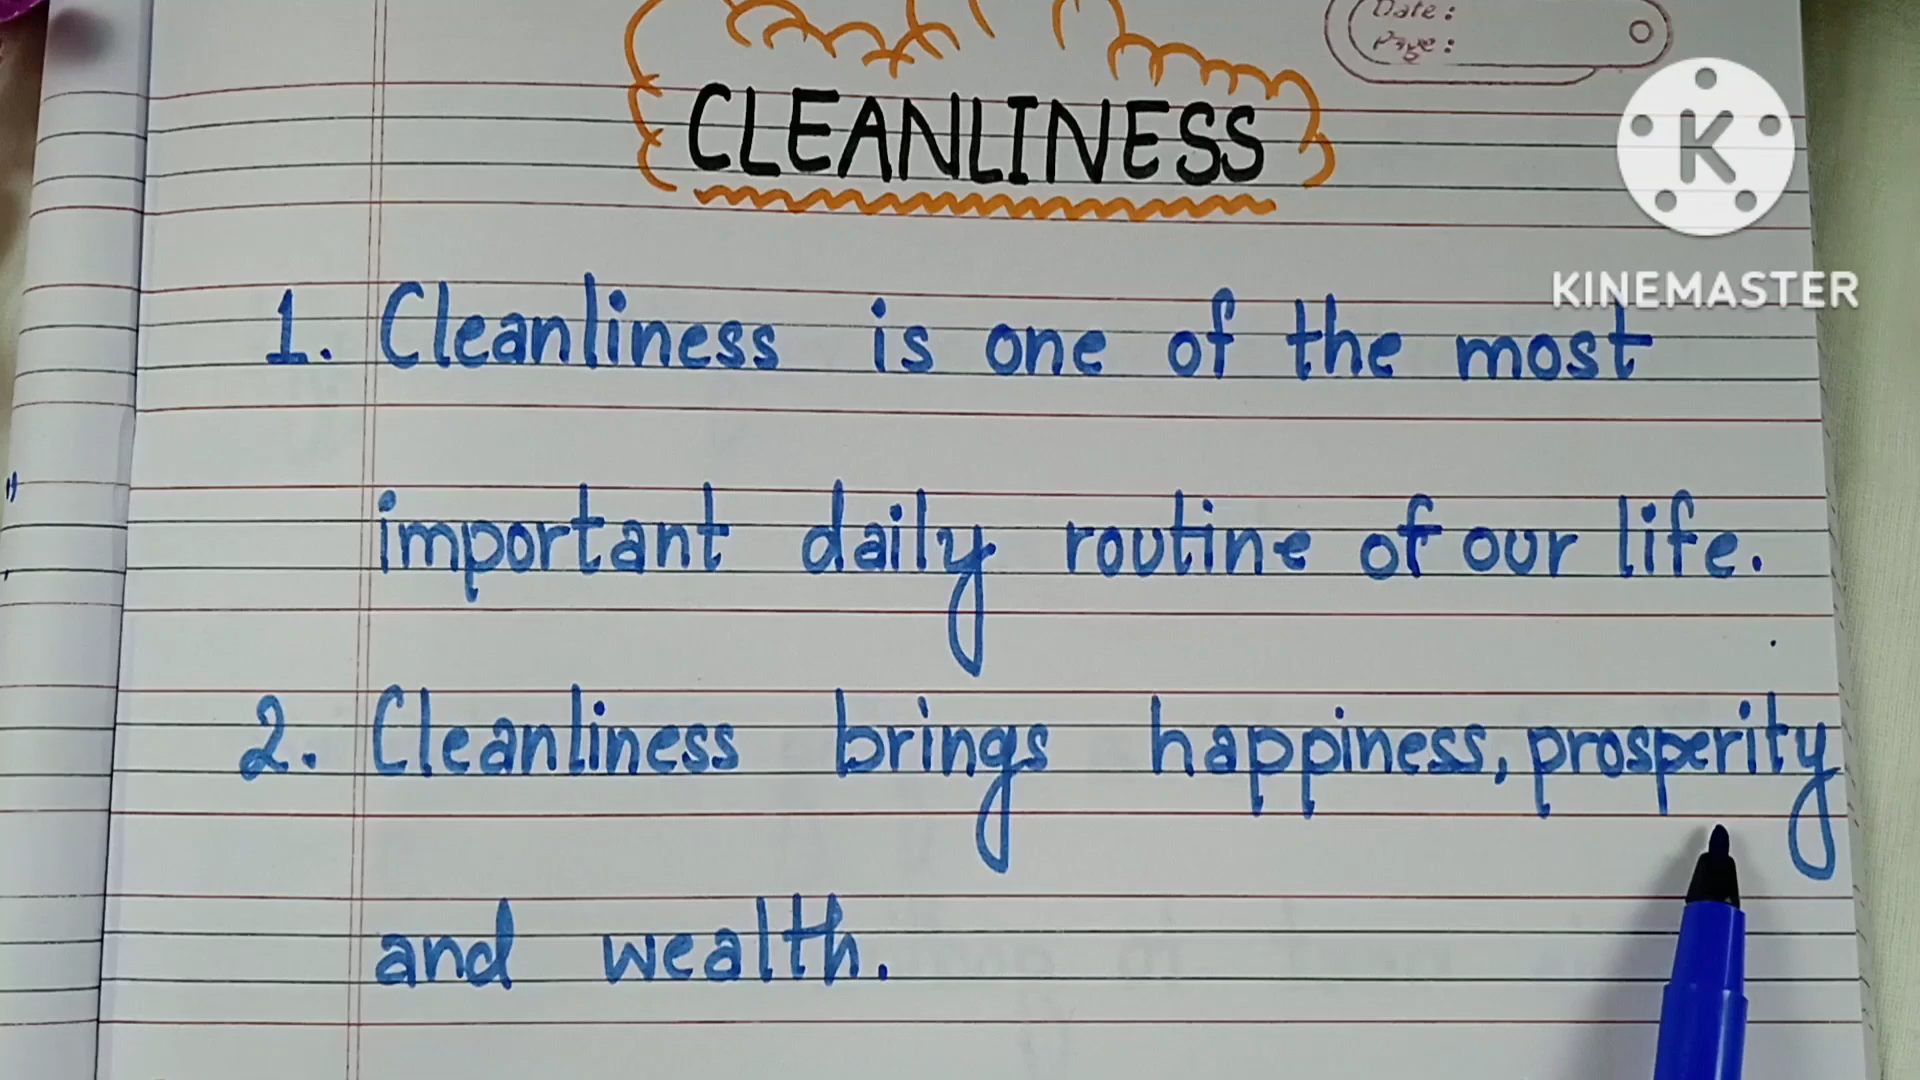 Date:
Page:
CLEANLINESS
K
KINEMASTER
1. Cleanliness is one of the most
important daily routine of our life.
2. Cleanliness brings happiness, prosperity
and wealth.